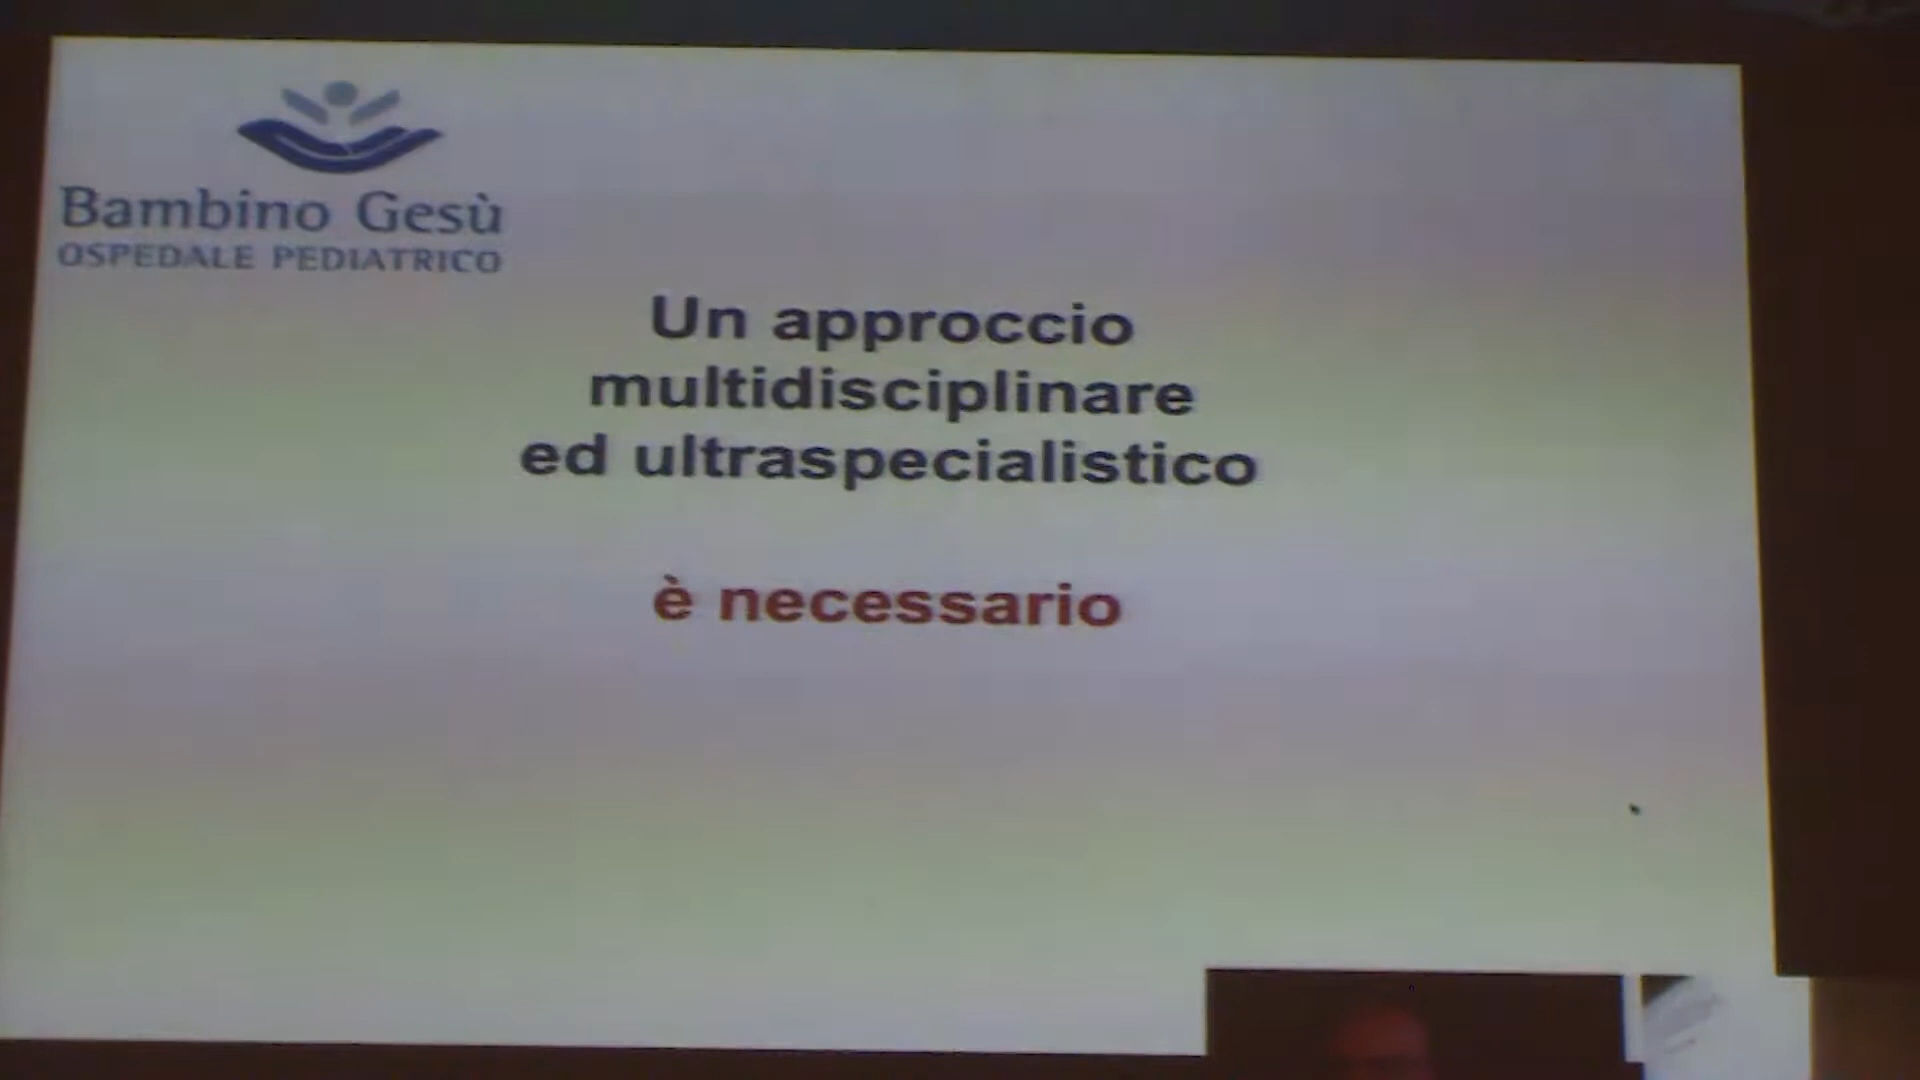 Bambino Gesù
OSPEDALE PEDIATRICO
Un approccio
multidisciplinare
ed ultraspecialistico
è necessario